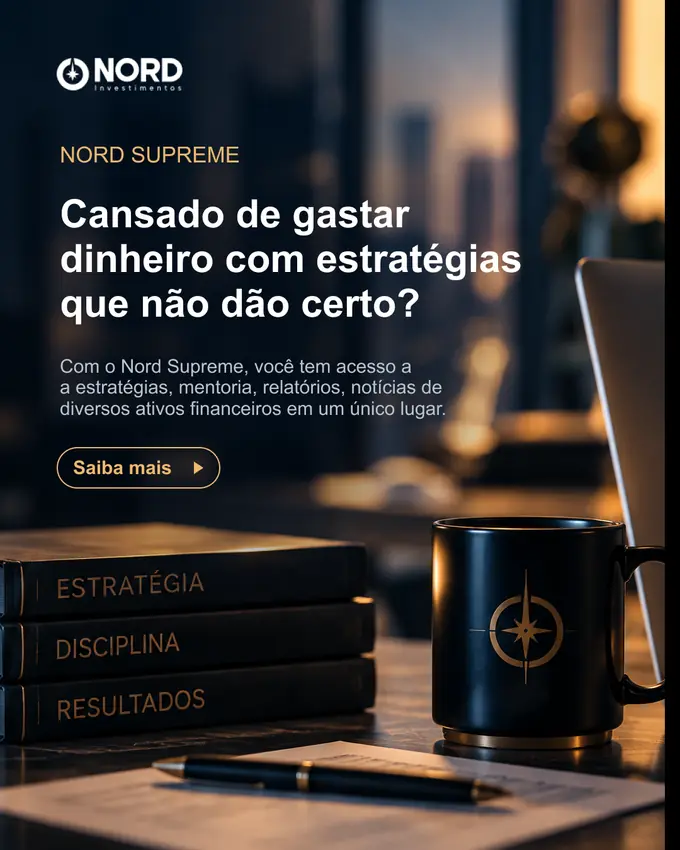 NORD
Investimentos
NORD SUPREME
Cansado de gastar
dinheiro com estratégias
que não dão certo?
Com o Nord Supreme, você tem acesso a
a estratégias, mentoria, relatórios, notícias de
diversos ativos financeiros em um único lugar.
Saiba mais
ESTRATÉGIA
DISCIPLINA
RESULTADOS